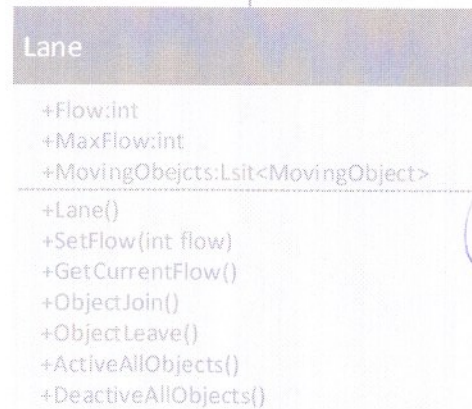 Lane
+Flow:int
+MaxFlow:int
+MovingObejcts:Lsit<MovingObject>
+Lane()
+SetFlow(int flow)
+GetCurrentFlow()
+ObjectJoin()
+ObjectLeave()
+ActiveAllObjects()
+DeactiveAllObjects()